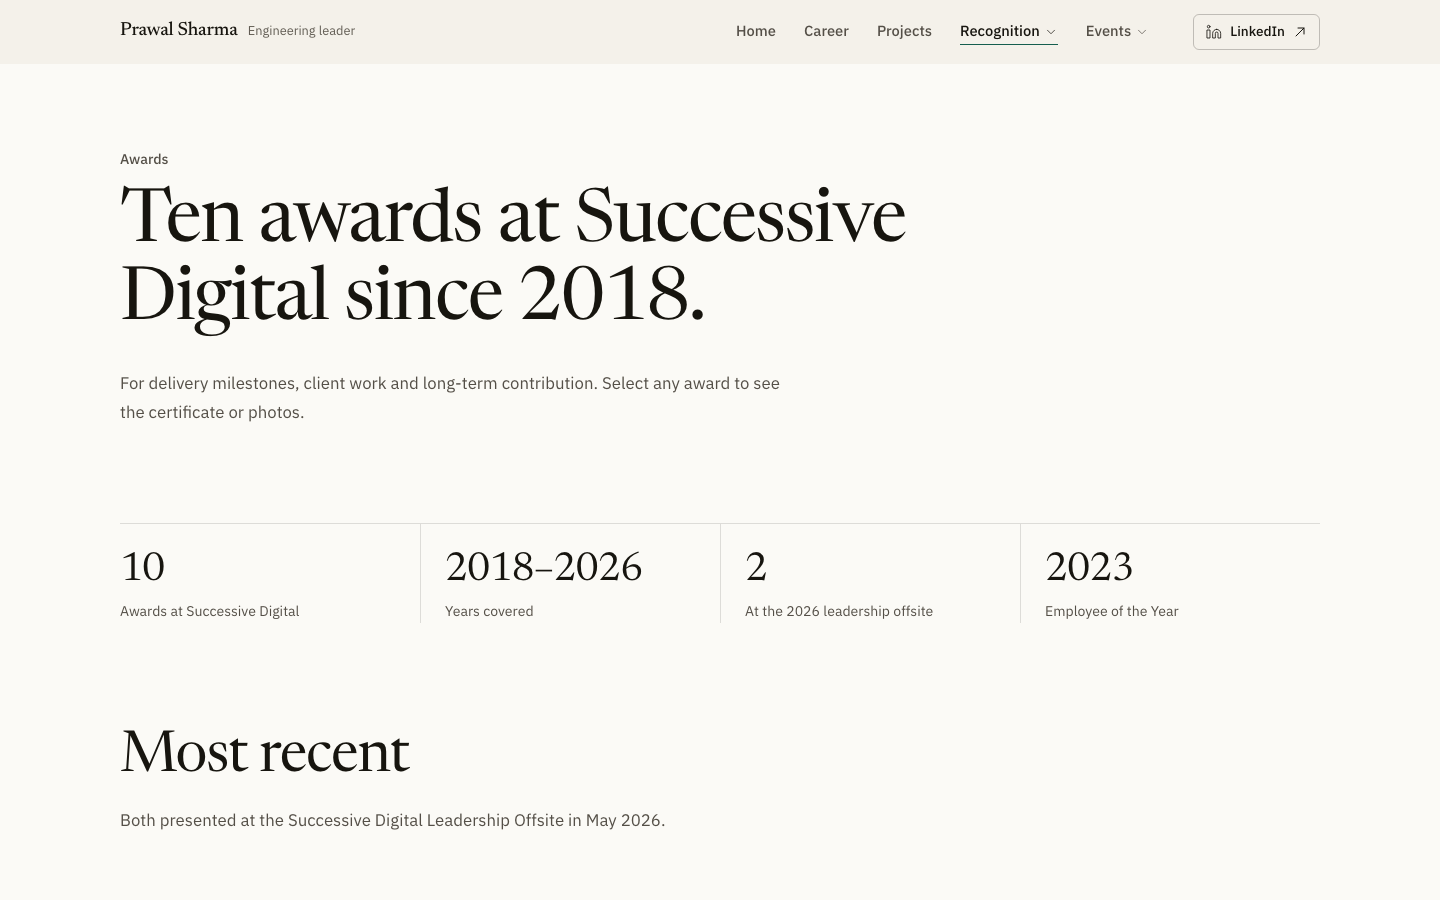 Prawal Sharma Engineering leader Home Career Projects Recognition Events LinkedIn
Awards
Ten awards at Successive
Digital since 2018.
For delivery milestones, client work and long-term contribution. Select any award to see
the certificate or photos.
10
Awards at Successive Digital
2018–2026
Years covered
2
At the 2026 leadership offsite
2023
Employee of the Year
Most recent
Both presented at the Successive Digital Leadership Offsite in May 2026.